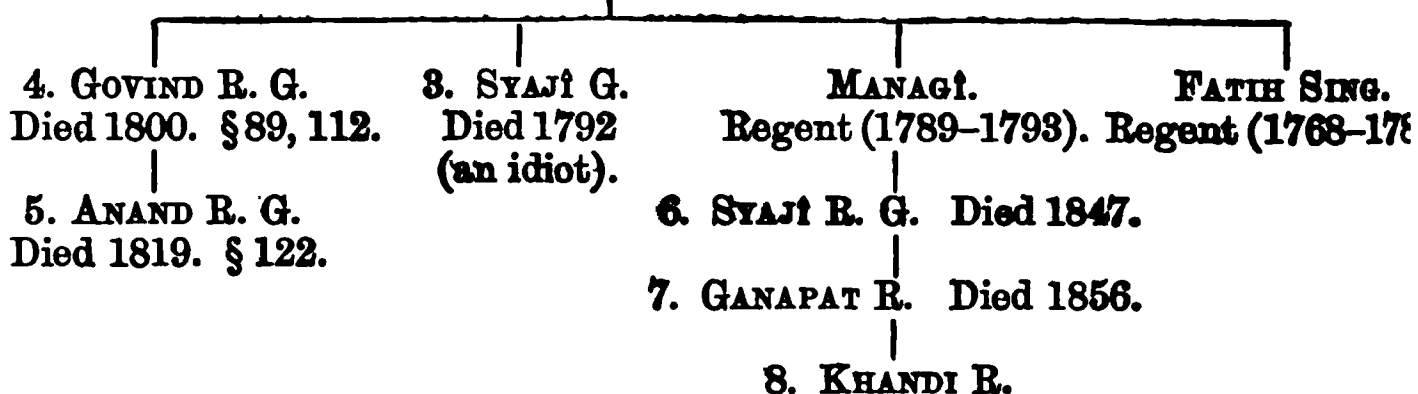 4. GOVIND R. G. 3. SYAJÎ G. MANAGÎ. FATIH SING.
Died 1800. § 89, 112. Died 1792 Regent (1789–1793). Regent (1768–178
(an idiot).
5. ANAND R. G. 6. SYAJÎ R. G. Died 1847.
Died 1819. § 122.
7. GANAPAT R. Died 1856.
8. KHANDI R.